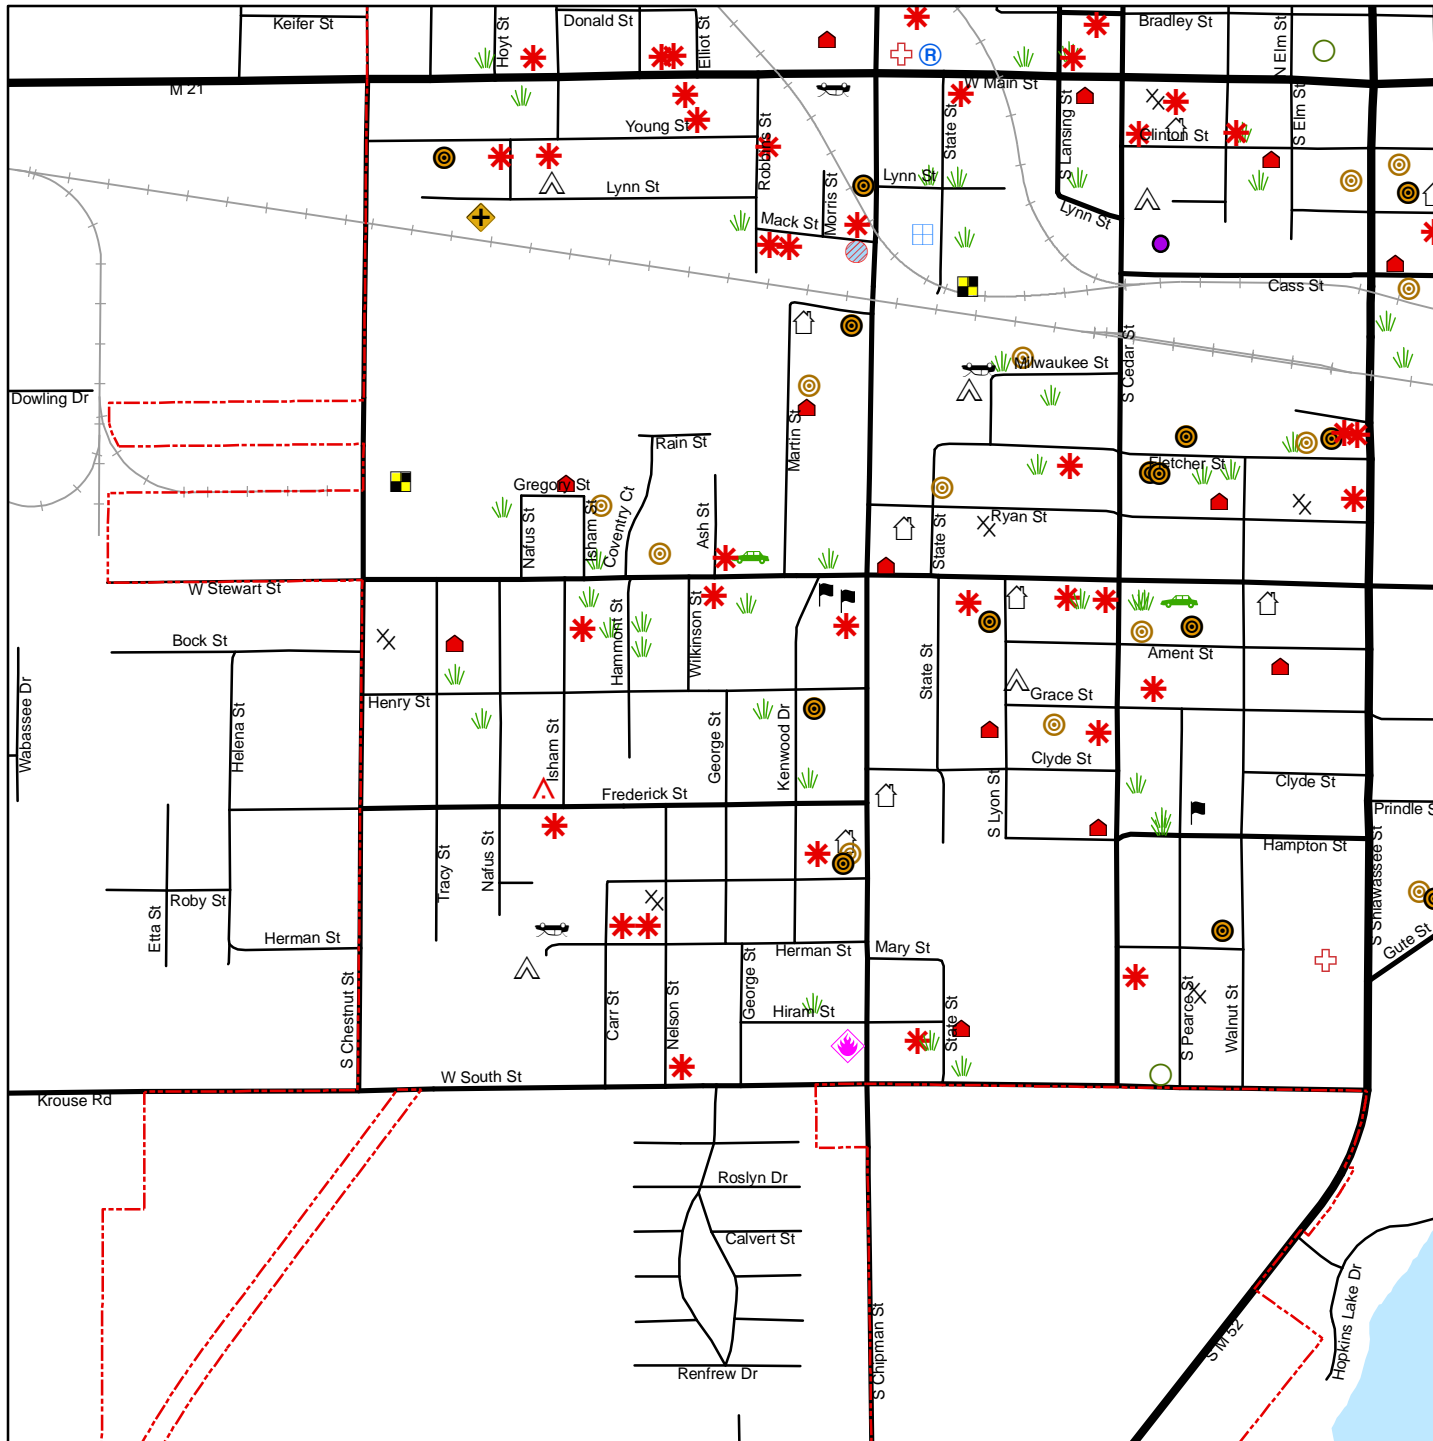 Keifer St
Hoyt St
Donald St
Elliot St
Bradley St
N Elm St
M 21
W Main St
Young St
Robbins St
State St
S Lansing St
Clinton St
S Elm St
Lynn St
Morris St
Lynn St
Mack St
Lynn St
Cass St
S Cedar St
Milwaukee St
Dowling Dr
Martin St
Rain St
Fletcher St
Gregory St
Nafus St
Isham St
Coventry Ct
Ash St
State St
Ryan St
W Stewart St
Bock St
Hammont St
Wilkinson St
State St
Ament St
Wabassee Dr
Helena St
Henry St
Grace St
Isham St
George St
Kenwood Dr
Clyde St
Clyde St
Frederick St
S Lyon St
Prindle S
Tracy St
Nafus St
Hampton St
S Shiawassee St
Roby St
Etta St
Herman St
Herman St
Mary St
Gute St
S Chestnut St
Carr St
Nelson St
George St
Hiram St
State St
S Pearce St
Walnut St
W South St
Krouse Rd
Roslyn Dr
Calvert St
Renfrew Dr
S Chipman St
S M 52
Hopkins Lake Dr
R